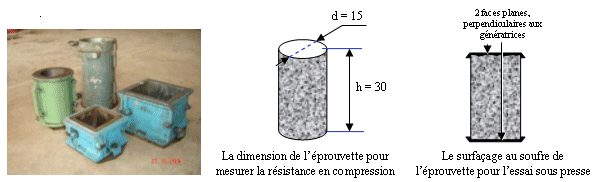 d = 15
h = 30
La dimension de l'éprouvette pour
mesurer la résistance en compression
2 faces planes,
perpendiculaires aux
génératrices
Le surfaçage au soufre de
l'éprouvette pour l'essai sous presse